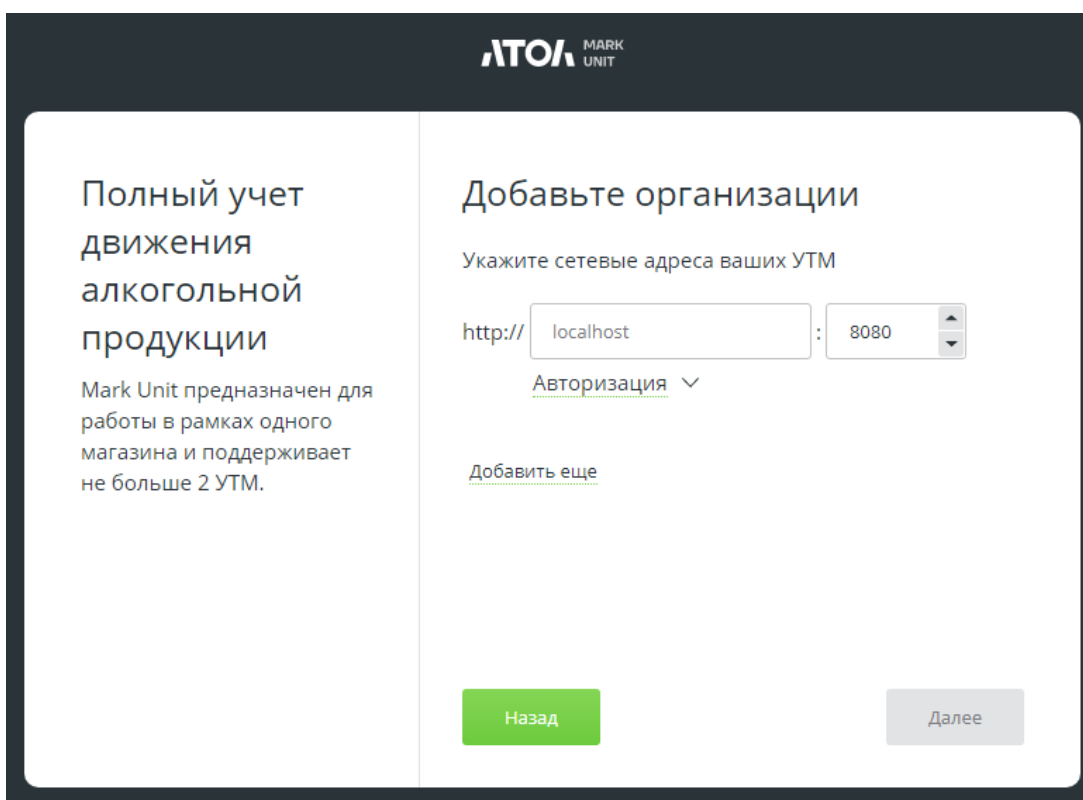 АТОЛ MARK
UNIT
Полный учет
движения
алкогольной
продукции
Mark Unit предназначен для
работы в рамках одного
магазина и поддерживает
не больше 2 УТМ.
Добавьте организации
Укажите сетевые адреса ваших УТМ
http:// localhost : 8080
Авторизация
Добавить еще
Назад
Далее